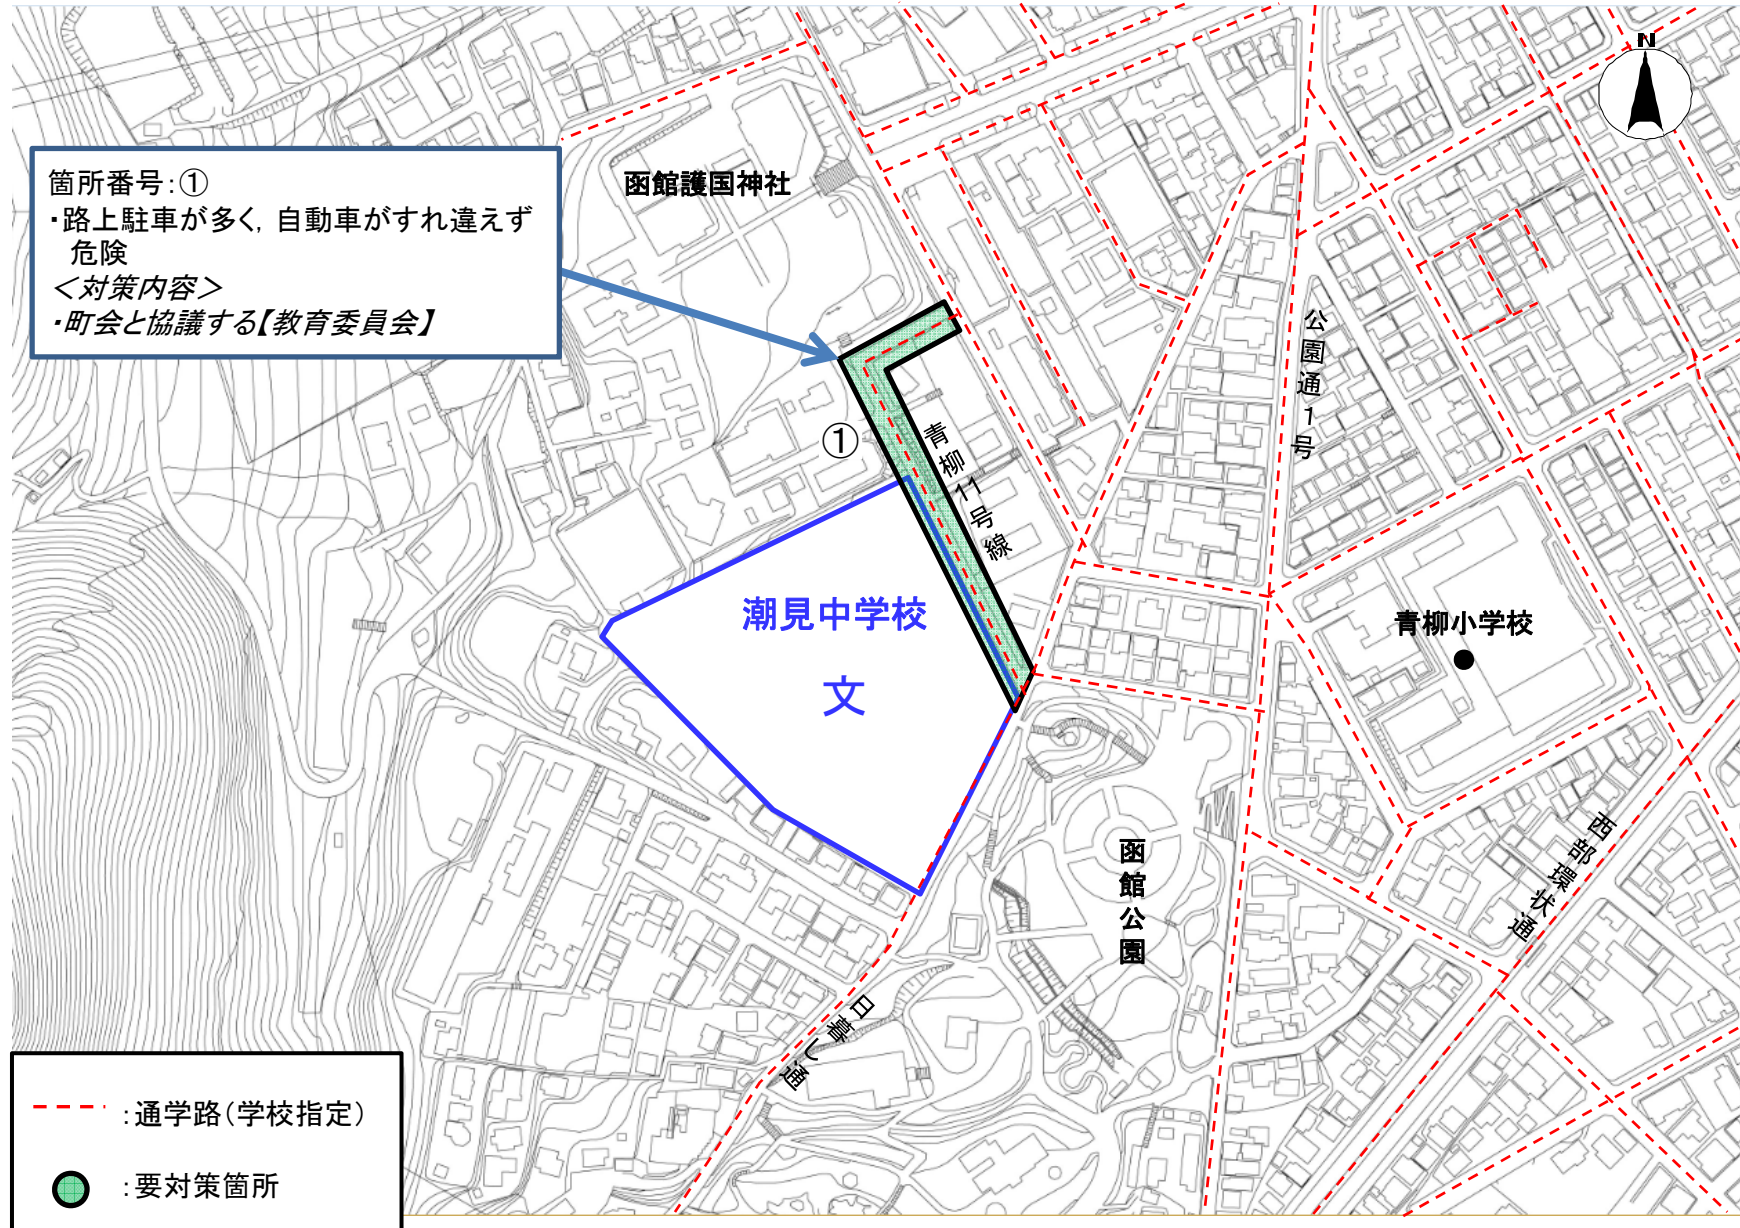 N
箇所番号：①
・路上駐車が多く，自動車がすれ違えず
危険
＜対策内容＞
・町会と協議する【教育委員会】
函館護国神社
公園通1号
①
青柳11号線
潮見中学校
文
青柳小学校
函館公園
西部環状通
日暮し通
：通学路（学校指定）
：要対策箇所